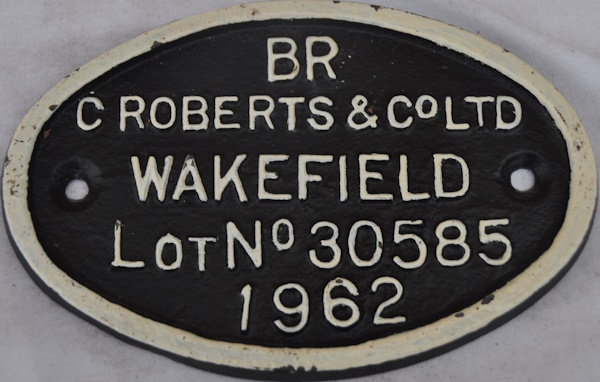 BR
C ROBERTS & Co LTD
WAKEFIELD
LOT No 30585
1962